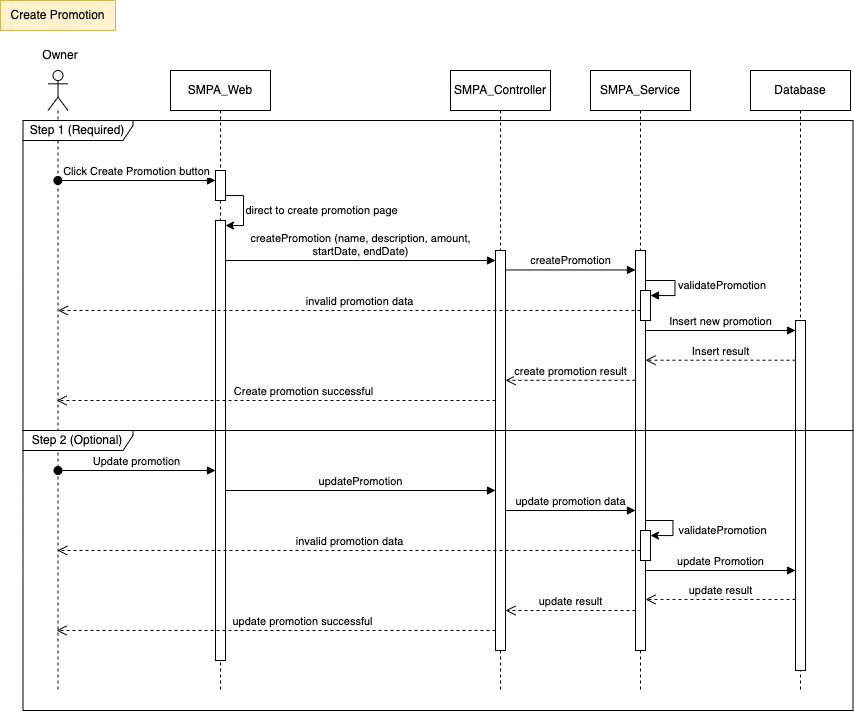 Create Promotion
Owner
SMPA_Web
SMPA_Controller
SMPA_Service
Database
Step 1 (Required)
Click Create Promotion button
direct to create promotion page
createPromotion (name, description, amount,
startDate, endDate)
createPromotion
validatePromotion
invalid promotion data
Insert new promotion
Insert result
create promotion result
Create promotion successful
Step 2 (Optional)
Update promotion
updatePromotion
update promotion data
validatePromotion
invalid promotion data
update Promotion
update result
update result
update promotion successful